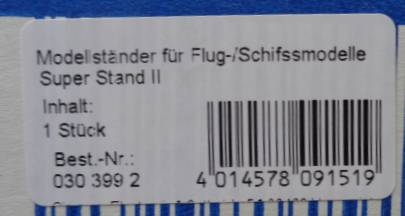 Modellständer für Flug-/Schifssmodelle
Super Stand II
Inhalt:
1 Stück
Best.-Nr.:
030 399 2
4 014578 091519